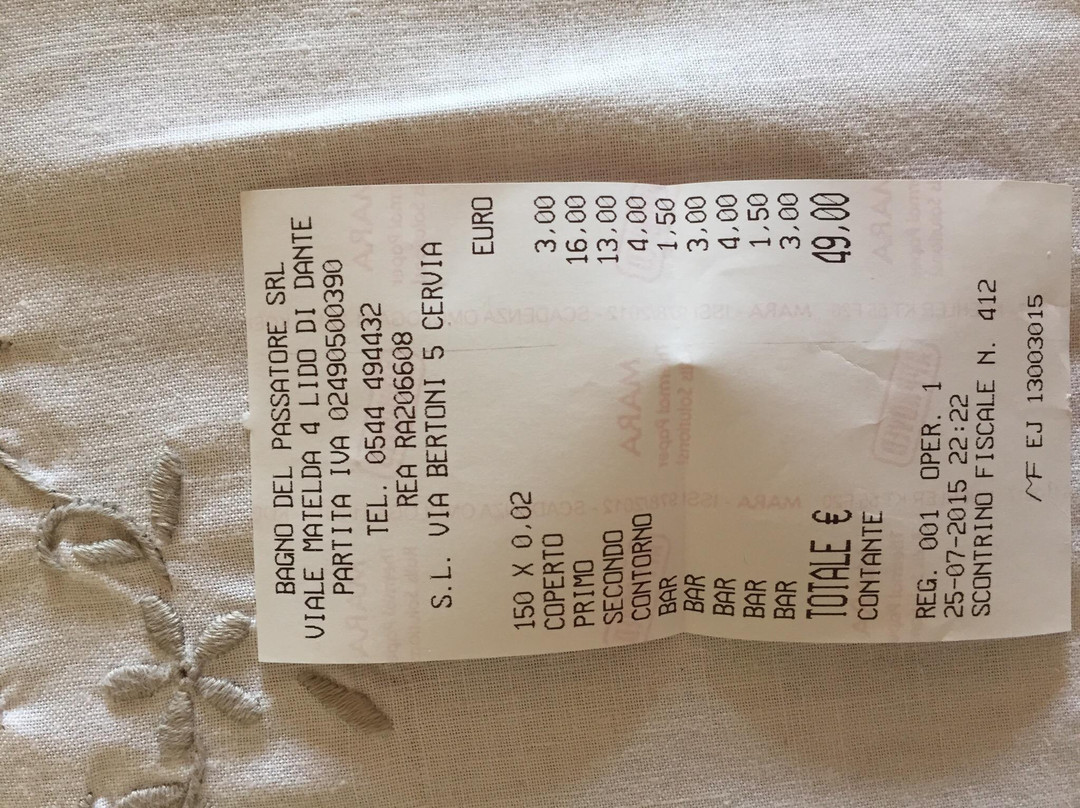 BAGNO DEL PASSATORE SRL
VIALE MATELDA 4 LIDO DI DANTE
PARTITA IVA 02490500390
TEL. 0544 494432
REA RA206608
S.L. VIA BERTONI 5 CERVIA
EURO
150 X 0,02
COPERTO 3,00
PRIMO 16,00
SECONDO 13,00
CONTORNO 4,00
BAR 1,50
BAR 3,00
BAR 4,00
BAR 1,50
BAR 3,00
TOTALE € 49,00
CONTANTE
REG. 001 OPER. 1
25-07-2015 22:22
SCONTRINO FISCALE N. 412
MF EJ 13003015